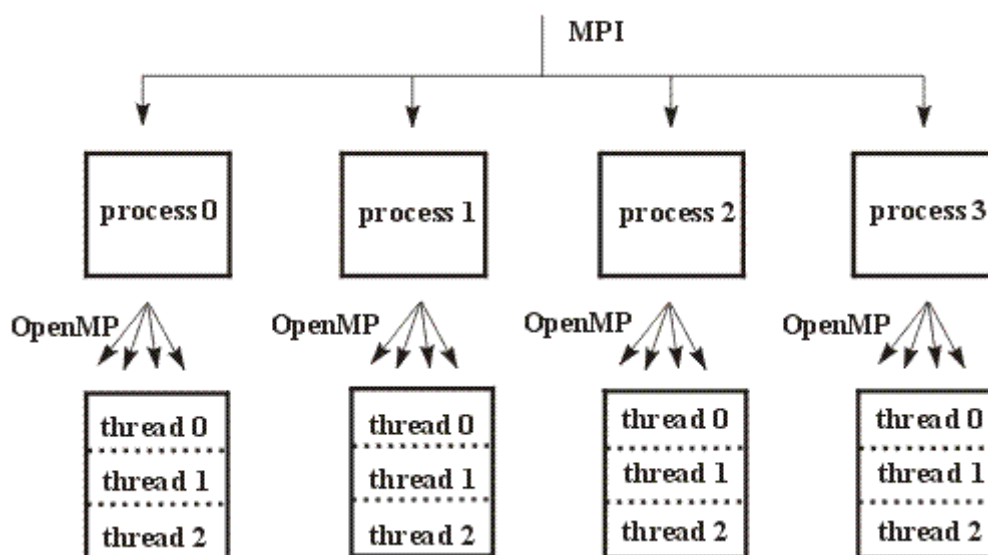 MPI
process 0
process 1
process 2
process 3
OpenMP
OpenMP
OpenMP
OpenMP
thread 0
thread 1
thread 2
thread 0
thread 1
thread 2
thread 0
thread 1
thread 2
thread 0
thread 1
thread 2